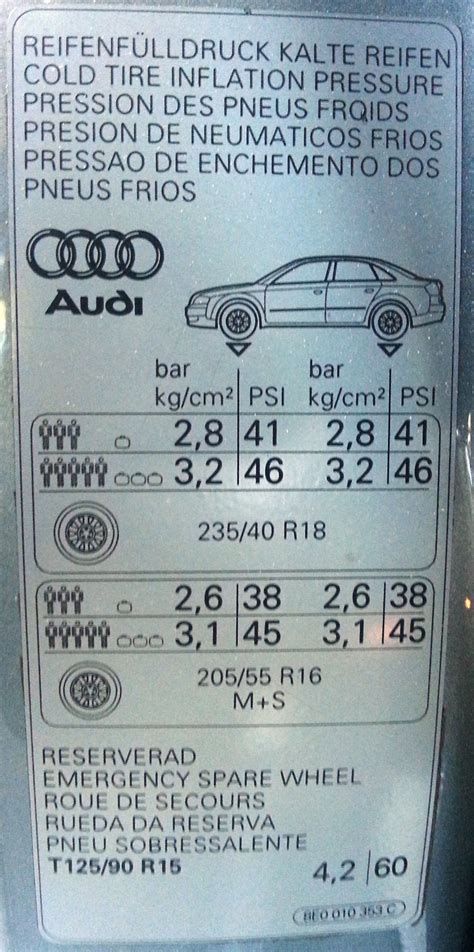 REIFENFÜLLDRUCK KALTE REIFEN
COLD TIRE INFLATION PRESSURE
PRESSION DES PNEUS FROIDS
PRESION DE NEUMATICOS FRIOS
PRESSAO DE ENCHEMENTO DOS
PNEUS FRIOS
Audi
bar bar
kg/cm² PSI kg/cm² PSI
2,8 41 2,8 41
3,2 46 3,2 46
235/40 R18
2,6 38 2,6 38
3,1 45 3,1 45
205/55 R16
M+S
RESERVERAD
EMERGENCY SPARE WHEEL
ROUE DE SECOURS
RUEDA DA RESERVA
PNEU SOBRESSALENTE
T125/90 R15 4,2 60
8E0 010 353 C